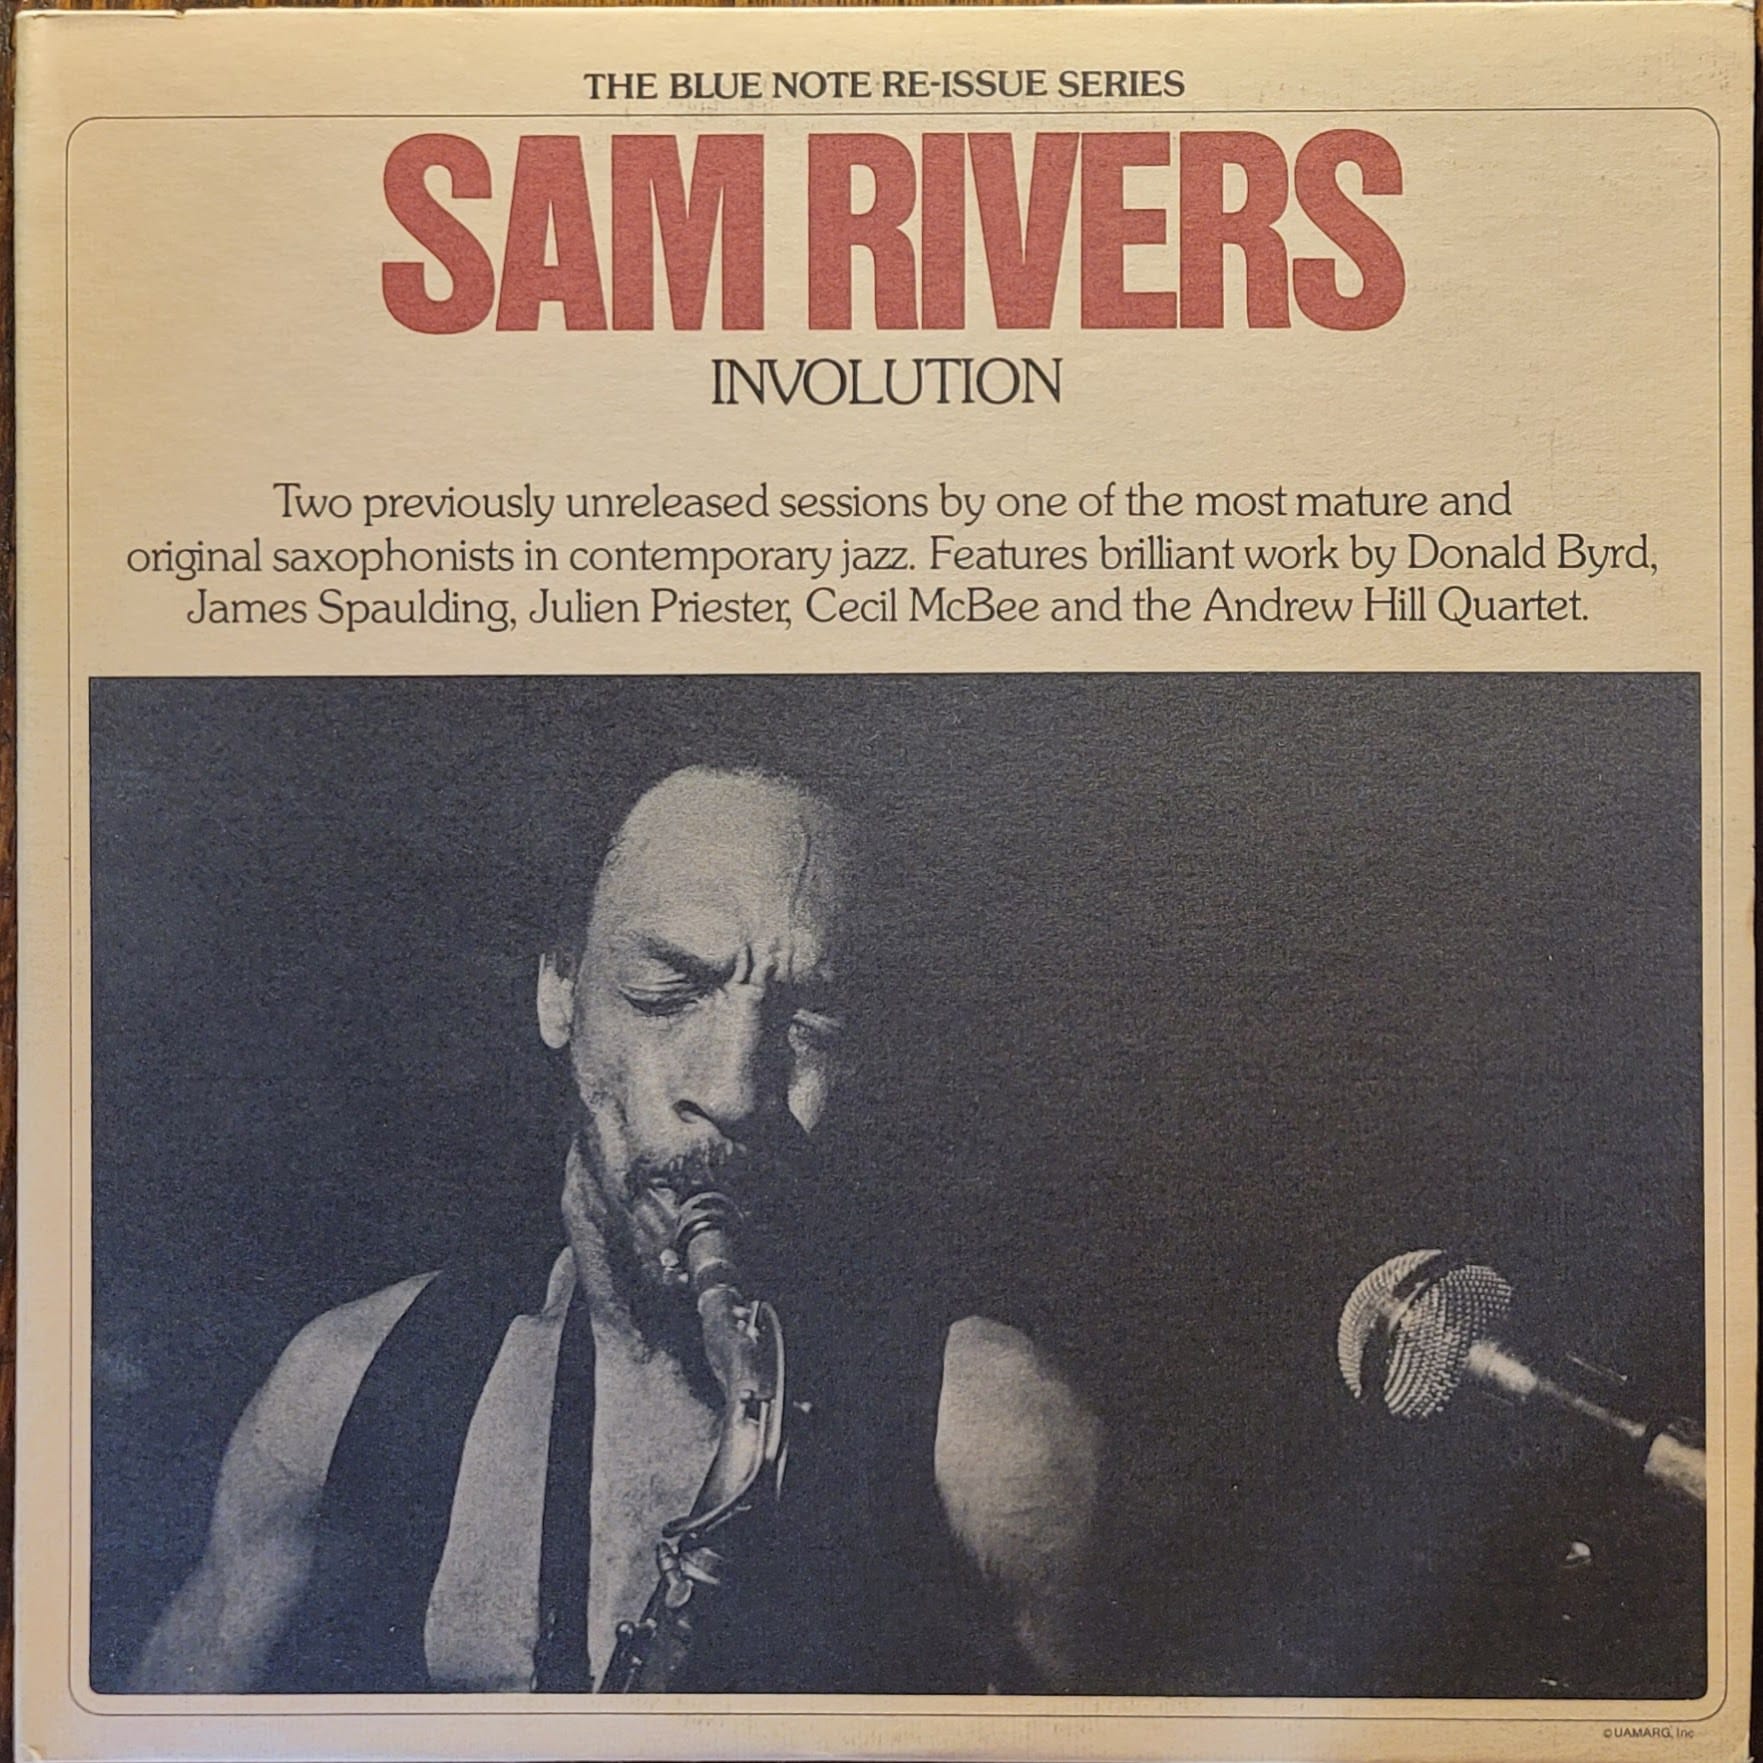 THE BLUE NOTE RE-ISSUE SERIES
SAM RIVERS
INVOLUTION
Two previously unreleased sessions by one of the most mature and
original saxophonists in contemporary jazz. Features brilliant work by Donald Byrd,
James Spaulding, Julien Priester, Cecil McBee and the Andrew Hill Quartet.
©UAMARG, Inc